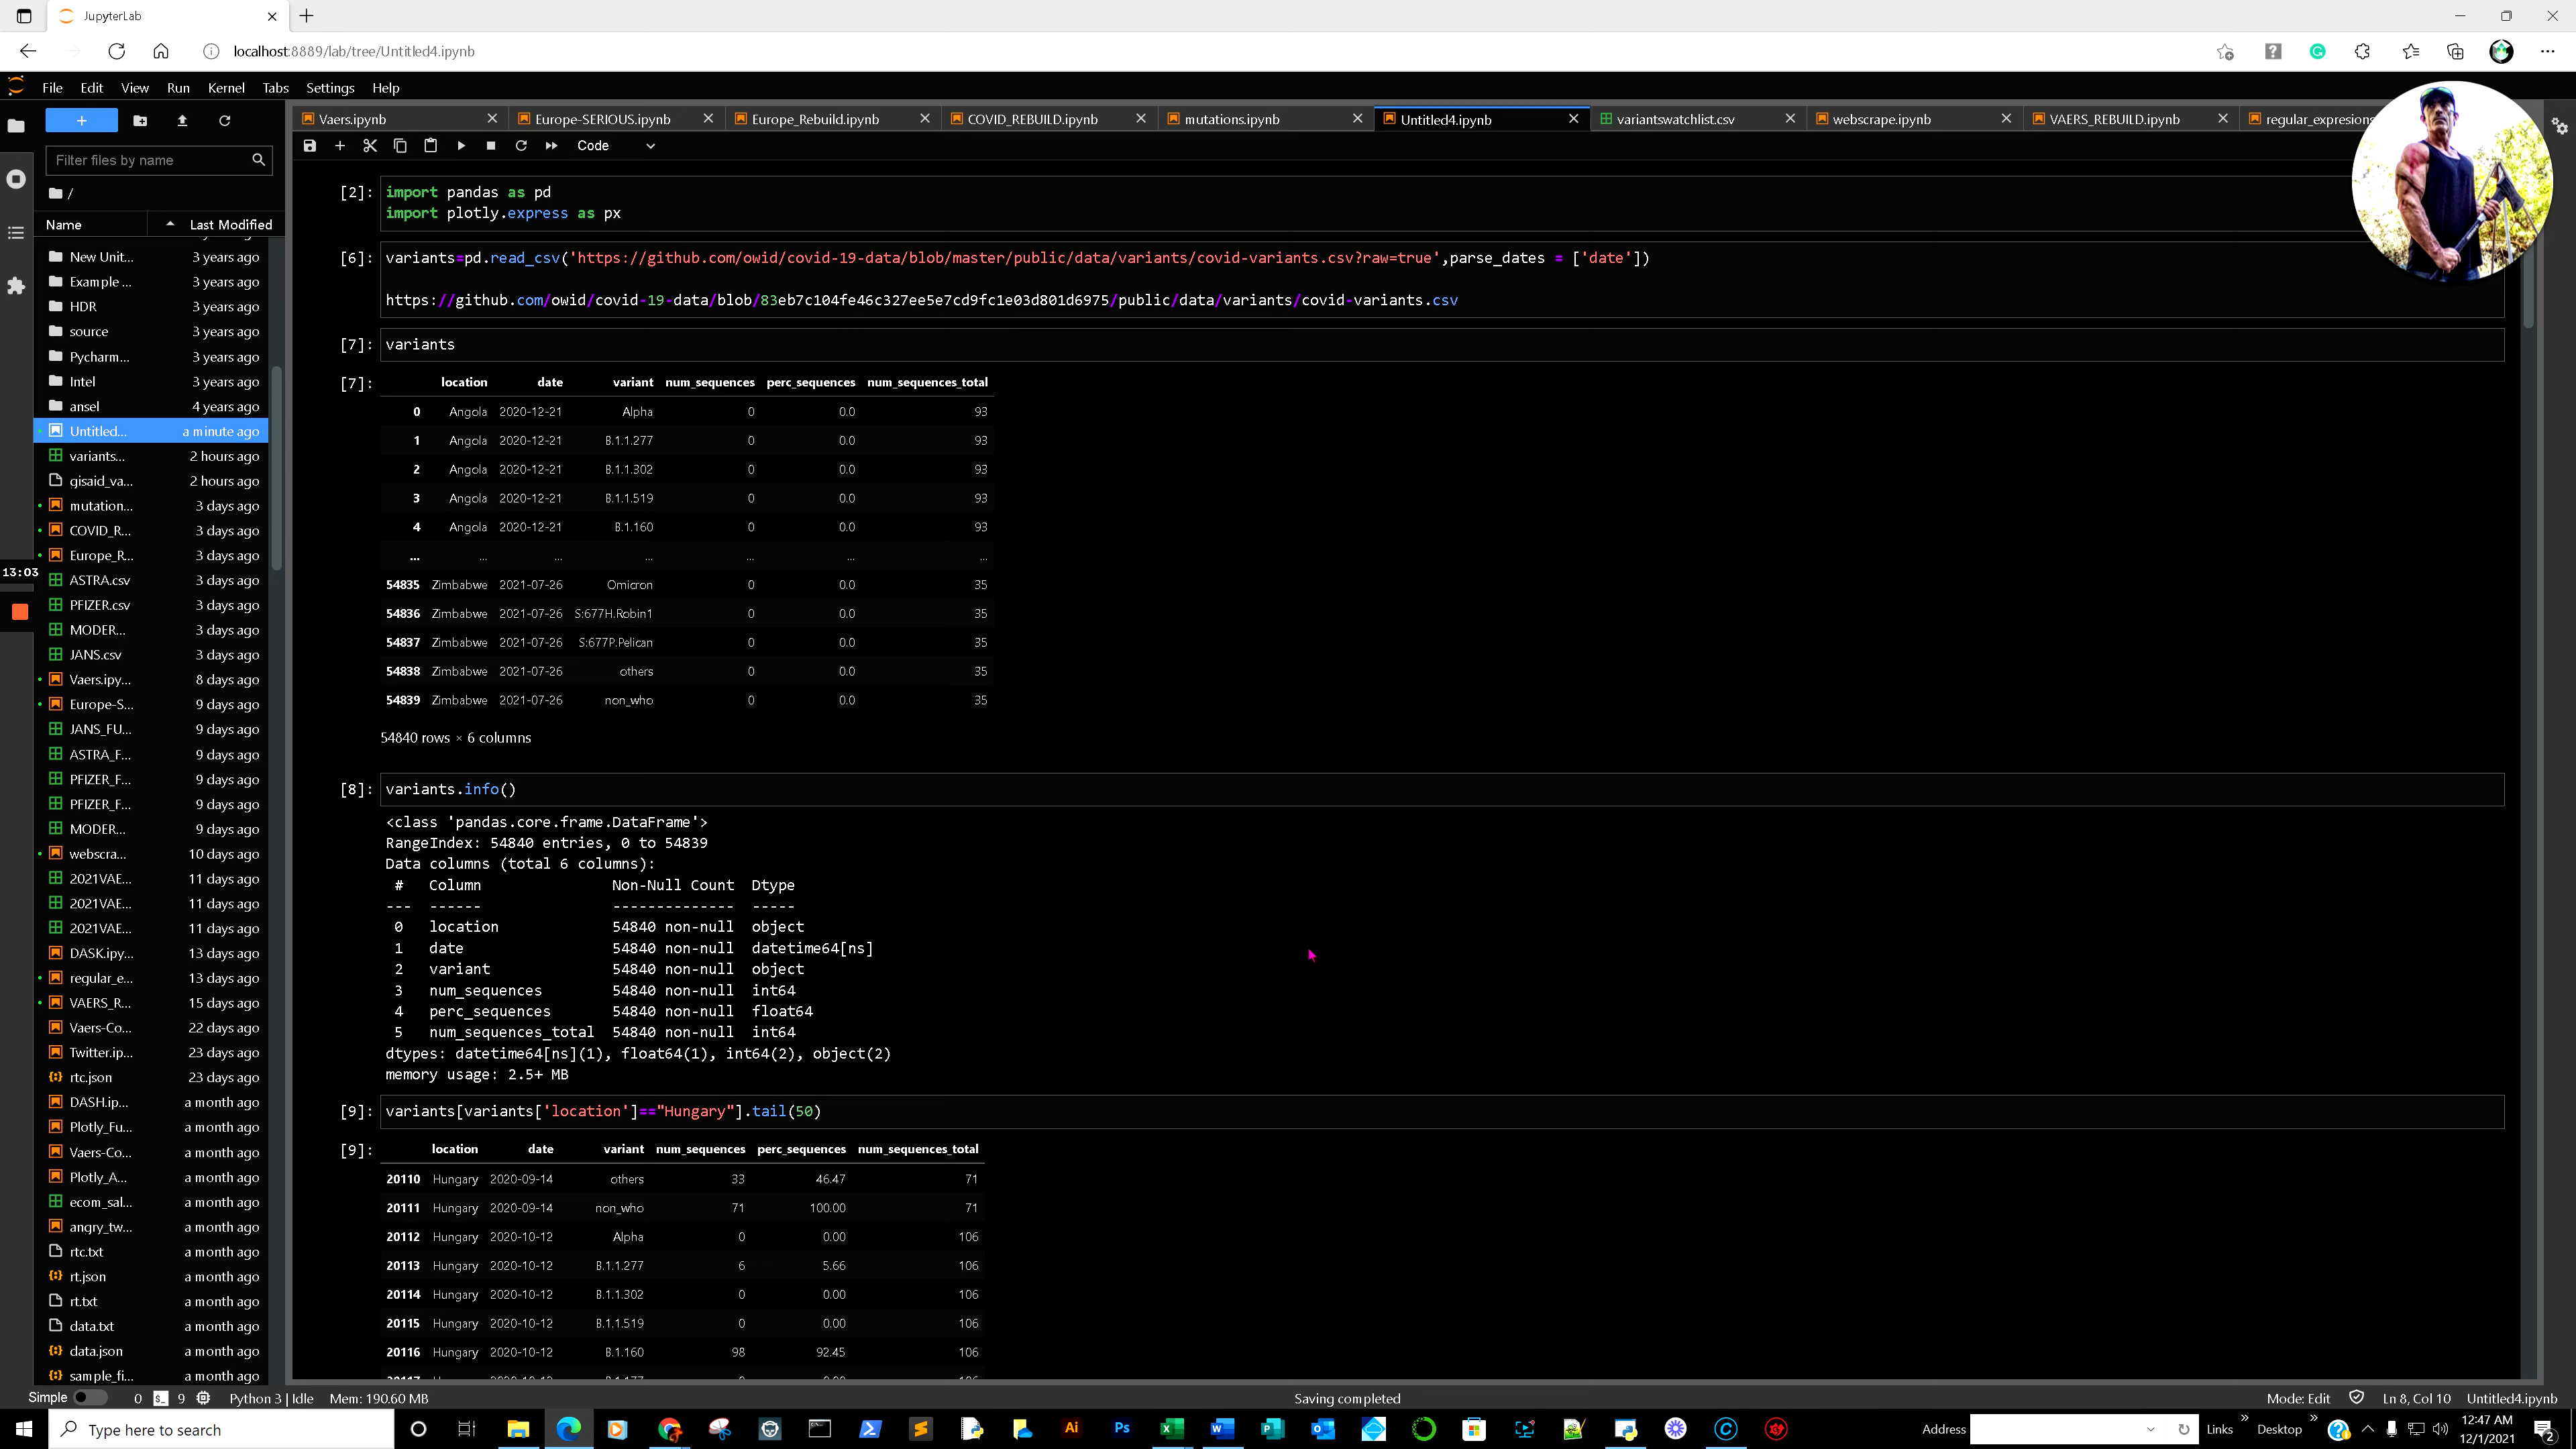 JupyterLab
localhost:8889/lab/tree/Untitled4.ipynb
File Edit View Run Kernel Tabs Settings Help
Vaers.ipynb Europe-SERIOUS.ipynb Europe_Rebuild.ipynb COVID_REBUILD.ipynb mutations.ipynb Untitled4.ipynb variantswatchlist.csv webscrape.ipynb VAERS_REBUILD.ipynb regular_expresions
Code
Filter files by name
/
Name Last Modified
New Unit... 3 years ago
Example ... 3 years ago
HDR 3 years ago
source 3 years ago
Pycharm... 3 years ago
Intel 3 years ago
ansel 4 years ago
Untitled... a minute ago
variants... 2 hours ago
gisaid_va... 2 hours ago
mutation... 3 days ago
COVID_R... 3 days ago
Europe_R... 3 days ago
13:03
ASTRA.csv 3 days ago
PFIZER.csv 3 days ago
MODER... 3 days ago
JANS.csv 3 days ago
Vaers.ipy... 8 days ago
Europe-S... 9 days ago
JANS_FU... 9 days ago
ASTRA_F... 9 days ago
PFIZER_F... 9 days ago
PFIZER_F... 9 days ago
MODER... 9 days ago
webscra... 10 days ago
2021VAE... 11 days ago
2021VAE... 11 days ago
2021VAE... 11 days ago
DASK.ipy... 13 days ago
regular_e... 13 days ago
VAERS_R... 15 days ago
Vaers-Co... 22 days ago
Twitter.ip... 23 days ago
rtc.json 23 days ago
DASH.ip... a month ago
Plotly_Fu... a month ago
Vaers-Co... a month ago
Plotly_A... a month ago
ecom_sal... a month ago
angry_tw... a month ago
rtc.txt a month ago
rt.json a month ago
rt.txt a month ago
data.txt a month ago
data.json a month ago
sample_fi... a month ago
[2]: import pandas as pd
import plotly.express as px
[6]: variants=pd.read_csv('https://github.com/owid/covid-19-data/blob/master/public/data/variants/covid-variants.csv?raw=true',parse_dates = ['date'])
https://github.com/owid/covid-19-data/blob/83eb7c104fe46c327ee5e7cd9fc1e03d801d6975/public/data/variants/covid-variants.csv
[7]: variants
[7]: location date variant num_sequences perc_sequences num_sequences_total
0 Angola 2020-12-21 Alpha 0 0.0 93
1 Angola 2020-12-21 B.1.1.277 0 0.0 93
2 Angola 2020-12-21 B.1.1.302 0 0.0 93
3 Angola 2020-12-21 B.1.1.519 0 0.0 93
4 Angola 2020-12-21 B.1.160 0 0.0 93
... ... ... ... ... ... ...
54835 Zimbabwe 2021-07-26 Omicron 0 0.0 35
54836 Zimbabwe 2021-07-26 S:677H.Robin1 0 0.0 35
54837 Zimbabwe 2021-07-26 S:677P.Pelican 0 0.0 35
54838 Zimbabwe 2021-07-26 others 0 0.0 35
54839 Zimbabwe 2021-07-26 non_who 0 0.0 35
54840 rows × 6 columns
[8]: variants.info()
<class 'pandas.core.frame.DataFrame'>
RangeIndex: 54840 entries, 0 to 54839
Data columns (total 6 columns):
# Column Non-Null Count Dtype
--- ------ -------------- -----
0 location 54840 non-null object
1 date 54840 non-null datetime64[ns]
2 variant 54840 non-null object
3 num_sequences 54840 non-null int64
4 perc_sequences 54840 non-null float64
5 num_sequences_total 54840 non-null int64
dtypes: datetime64[ns](1), float64(1), int64(2), object(2)
memory usage: 2.5+ MB
[9]: variants[variants['location']=="Hungary"].tail(50)
[9]: location date variant num_sequences perc_sequences num_sequences_total
20110 Hungary 2020-09-14 others 33 46.47 71
20111 Hungary 2020-09-14 non_who 71 100.00 71
20112 Hungary 2020-10-12 Alpha 0 0.00 106
20113 Hungary 2020-10-12 B.1.1.277 6 5.66 106
20114 Hungary 2020-10-12 B.1.1.302 0 0.00 106
20115 Hungary 2020-10-12 B.1.1.519 0 0.00 106
20116 Hungary 2020-10-12 B.1.160 98 92.45 106
Simple 0 9 Python 3 | Idle Mem: 190.60 MB Saving completed Mode: Edit Ln 8, Col 10 Untitled4.ipynb
Type here to search
Ai Ps
Address Links Desktop
12:47 AM
12/1/2021
2